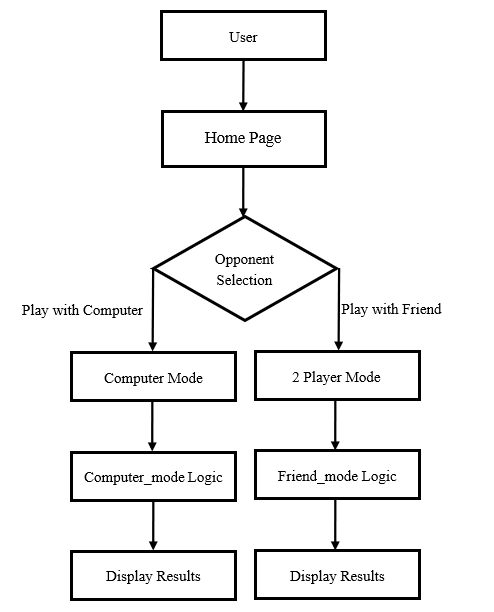 User
Home Page
Opponent
Selection
Play with Computer
Play with Friend
Computer Mode
2 Player Mode
Computer_mode Logic
Friend_mode Logic
Display Results
Display Results